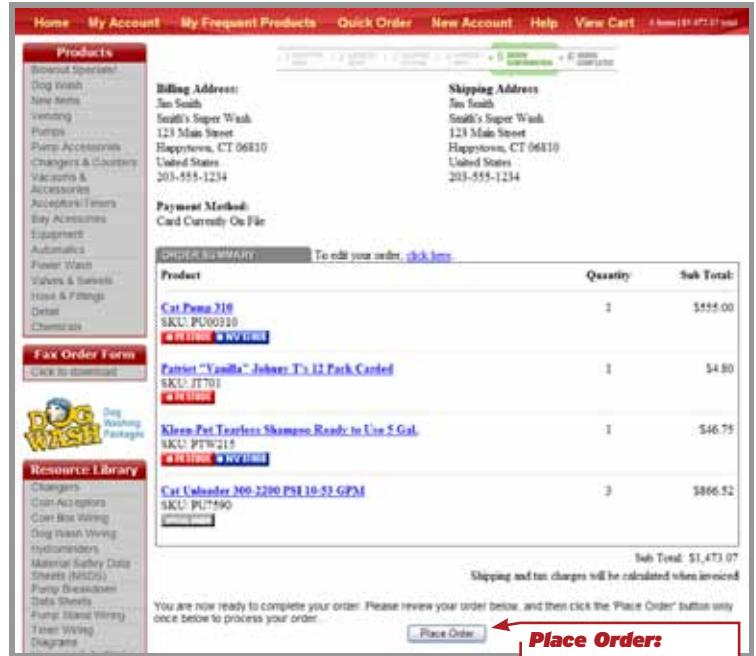 Home My Account My Frequent Products Quick Order New Account Help View Cart
Products
Blowout Specials!
Dog Wash
New Items
Vending
Pumps
Pump Accessories
Changers & Counters
Vacuums &
Accessories
Acceptors/Timers
Bay Acessories
Equipment
Automatics
Power Wash
Valves & Swivels
Hose & Fittings
Detail
Chemicals
Fax Order Form
Click to download
DOG WASH
Dog
Washing
Packages
Resource Library
Changers
Coin Acceptors
Coin Box Wiring
Dog Wash Wiring
Hydrominders
Material Safety Data
Sheets (MSDS)
Pump Breakdown
Data Sheets
Pump Stand Wiring
Timer Wiring
Diagrams
Billing Address:
Jim Smith
Smith's Super Wash
123 Main Street
Happytown, CT 06810
United States
203-555-1234
Shipping Address
Jim Smith
Smith's Super Wash
123 Main Street
Happytown, CT 06810
United States
203-555-1234
Payment Method:
Card Currently On File
ORDER SUMMARY To edit your order, click here.
Product Quantity Sub Total:
Cat Pump 310 1 $555.00
SKU: PU00310
Patriot "Vanilla" Johnny T's 12 Pack Carded 1 $4.80
SKU: JT701
Kleen-Pet Tearless Shampoo Ready to Use 5 Gal. 1 $46.75
SKU: PTW215
Cat Unloader 300-2200 PSI 10-53 GPM 3 $866.52
SKU: PU7590
Sub Total: $1,473.07
Shipping and tax charges will be calculated when invoiced
You are now ready to complete your order. Please review your order below, and then click the 'Place Order' button only
once below to process your order.
Place Order
Place Order: